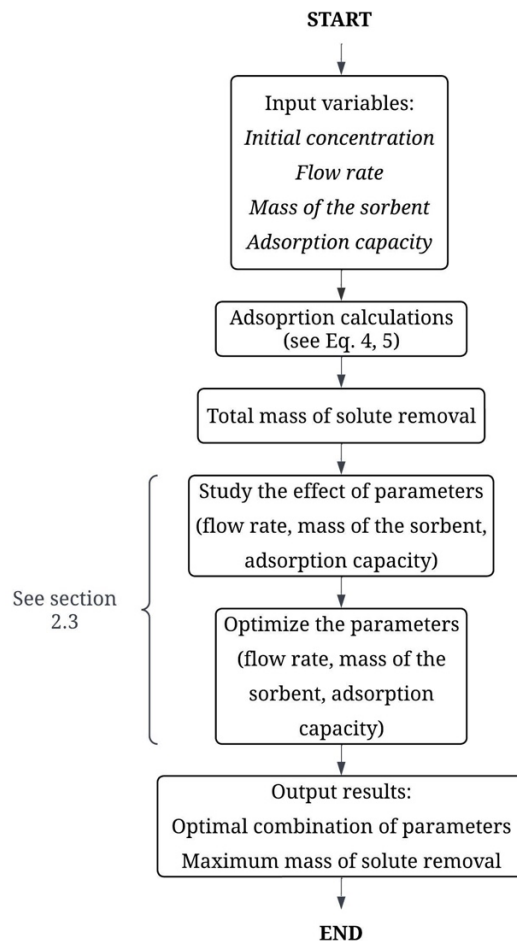 START
Input variables:
Initial concentration
Flow rate
Mass of the sorbent
Adsorption capacity
Adsoprtion calculations
(see Eq. 4, 5)
Total mass of solute removal
Study the effect of parameters
(flow rate, mass of the sorbent,
adsorption capacity)
See section
2.3
Optimize the parameters
(flow rate, mass of the
sorbent, adsorption
capacity)
Output results:
Optimal combination of parameters
Maximum mass of solute removal
END